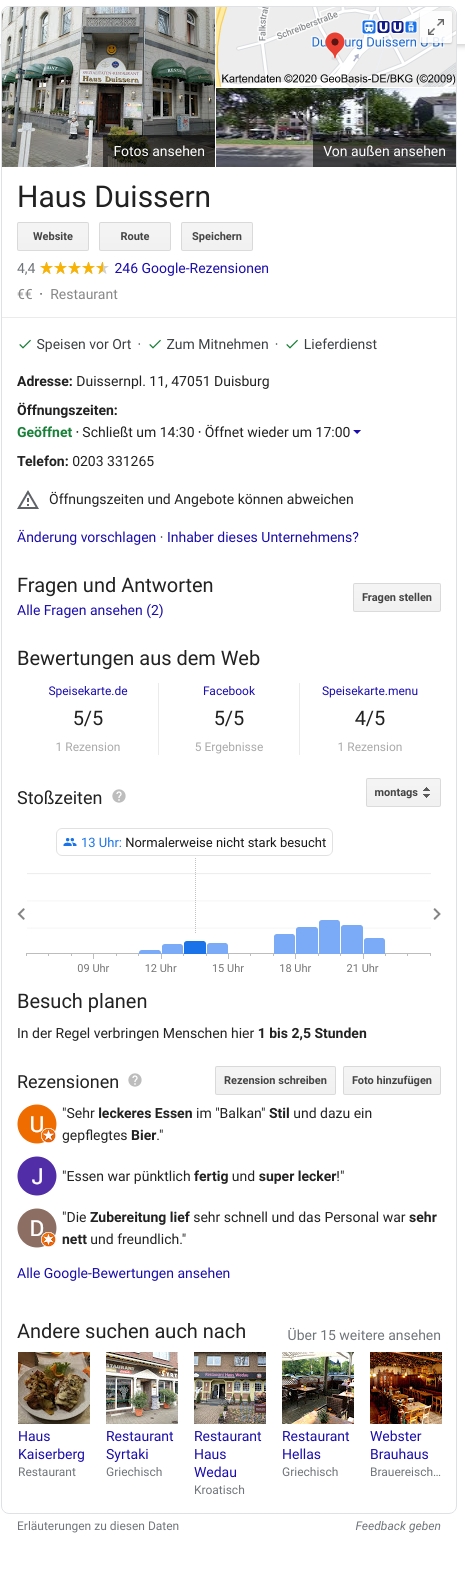 Haus Duissern
Falkstraß
Schreiberstraße
U
U
Duisburg Duissern U Bf
Kartendaten ©2020 GeoBasis-DE/BKG (©2009)
Fotos ansehen
Von außen ansehen
Haus Duissern
Website
Route
Speichern
4,4 246 Google-Rezensionen
€€ · Restaurant
Speisen vor Ort · Zum Mitnehmen · Lieferdienst
Adresse: Duissernpl. 11, 47051 Duisburg
Öffnungszeiten:
Geöffnet · Schließt um 14:30 · Öffnet wieder um 17:00
Telefon: 0203 331265
Öffnungszeiten und Angebote können abweichen
Änderung vorschlagen · Inhaber dieses Unternehmens?
Fragen und Antworten
Alle Fragen ansehen (2)
Fragen stellen
Bewertungen aus dem Web
Speisekarte.de
5/5
1 Rezension
Facebook
5/5
5 Ergebnisse
Speisekarte.menu
4/5
1 Rezension
Stoßzeiten ?
montags
13 Uhr: Normalerweise nicht stark besucht
09 Uhr 12 Uhr 15 Uhr 18 Uhr 21 Uhr
Besuch planen
In der Regel verbringen Menschen hier 1 bis 2,5 Stunden
Rezensionen ?
Rezension schreiben
Foto hinzufügen
U
"Sehr leckeres Essen im "Balkan" Stil und dazu ein
gepflegtes Bier."
J
"Essen war pünktlich fertig und super lecker!"
D
"Die Zubereitung lief sehr schnell und das Personal war sehr
nett und freundlich."
Alle Google-Bewertungen ansehen
Andere suchen auch nach
Über 15 weitere ansehen
Haus
Kaiserberg
Restaurant
Restaurant
Syrtaki
Griechisch
Restaurant
Haus
Wedau
Kroatisch
Restaurant
Hellas
Griechisch
Webster
Brauhaus
Brauereisch...
Erläuterungen zu diesen Daten
Feedback geben